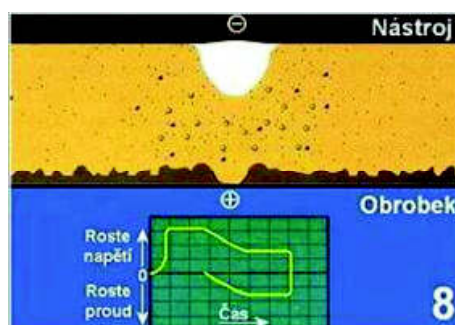 ⊖
Nástroj
⊕
Obrobek
Roste
napětí
0
Roste
proud
Čas
8